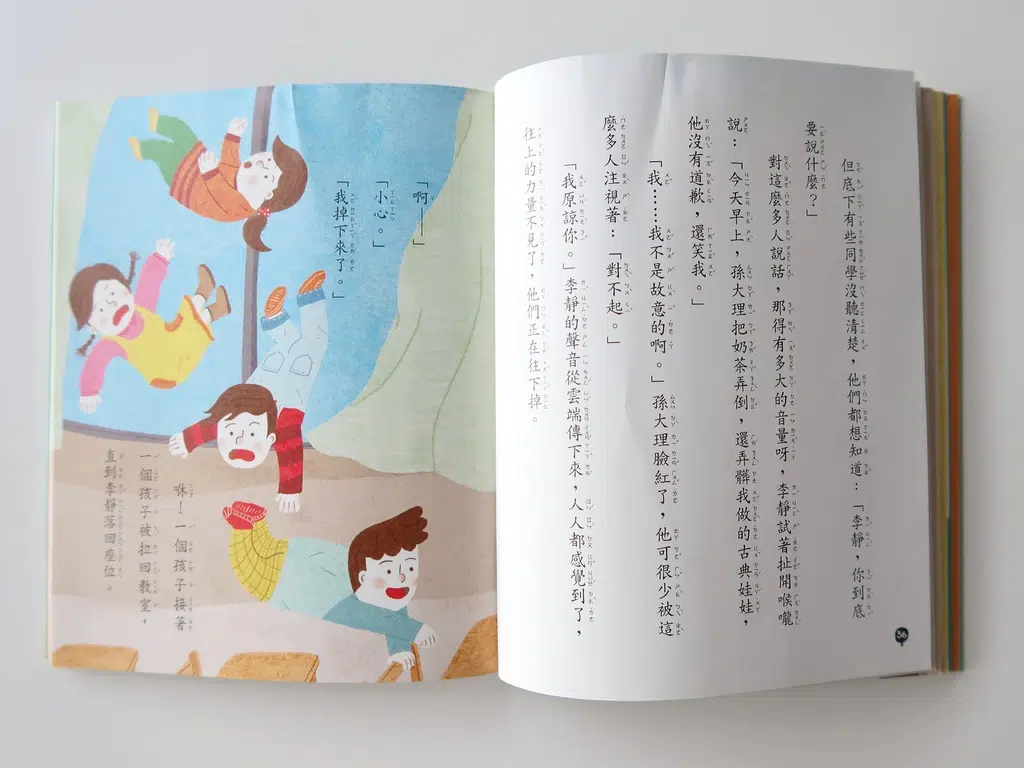 但底下有些同學沒聽清楚，他們都想知道：「李靜，你到底
要說什麼？」
對這麼多人說話，那得有多大的音量呀，李靜試著扯開喉嚨
說：「今天早上，孫大理把奶茶弄倒，還弄髒我做的古典娃娃，
他沒有道歉，還笑我。」
「我……我不是故意的啊。」孫大理臉紅了，他可很少被這
麼多人注視著：「對不起。」
「我原諒你。」李靜的聲音從雲端傳下來，人人都感覺到了，
往上的力量不見了，他們正在往下掉。
36
「啊——」
「小心。」
「我掉下來了。」
咻！一個孩子接著
一個孩子被拉回教室，
直到李靜落回座位。